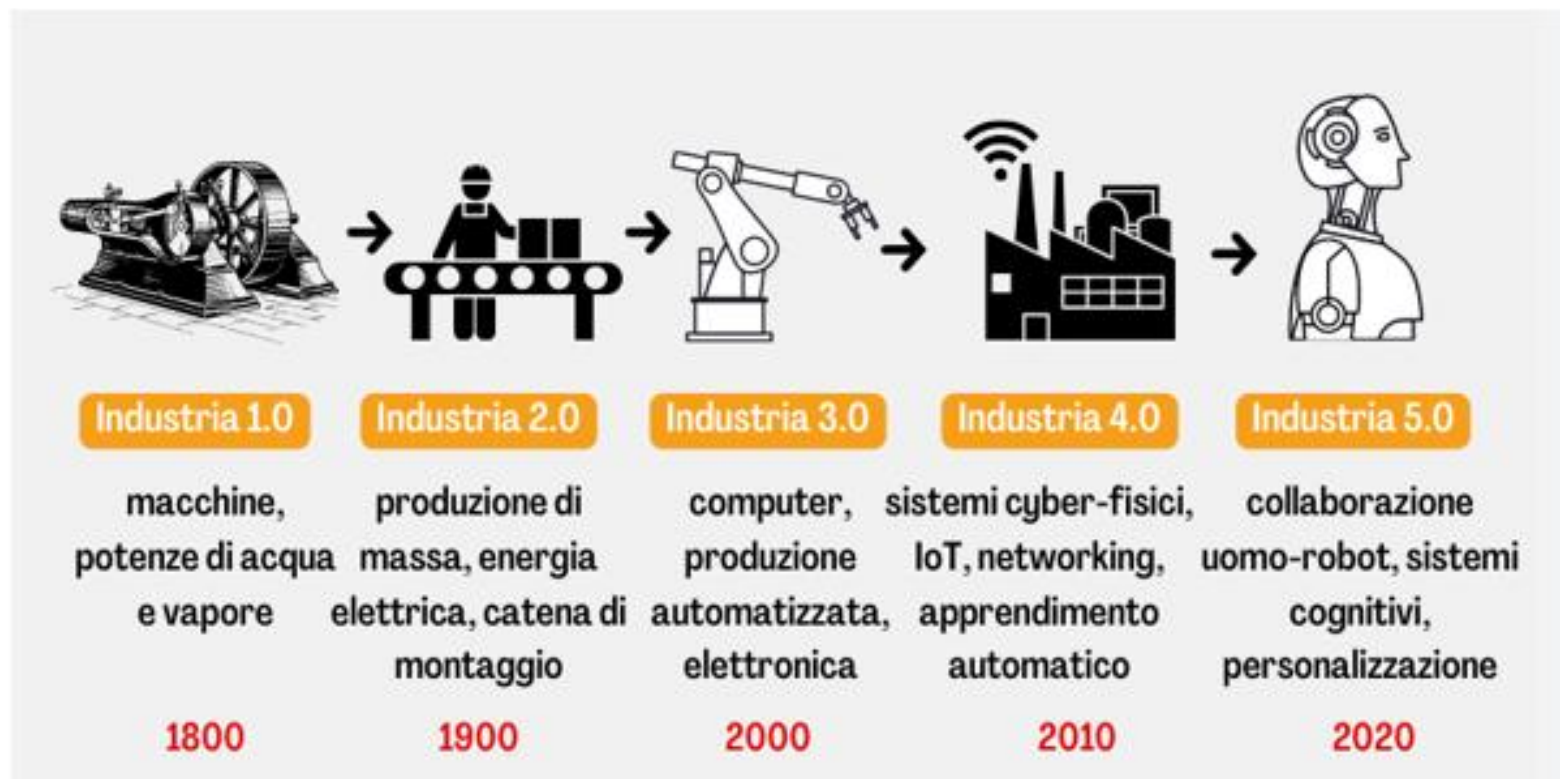 Industria 1.0
macchine,
potenze di acqua
e vapore
1800
Industria 2.0
produzione di
massa, energia
elettrica, catena di
montaggio
1900
Industria 3.0
computer,
produzione
automatizzata,
elettronica
2000
Industria 4.0
sistemi cyber-fisici,
IoT, networking,
apprendimento
automatico
2010
Industria 5.0
collaborazione
uomo-robot, sistemi
cognitivi,
personalizzazione
2020